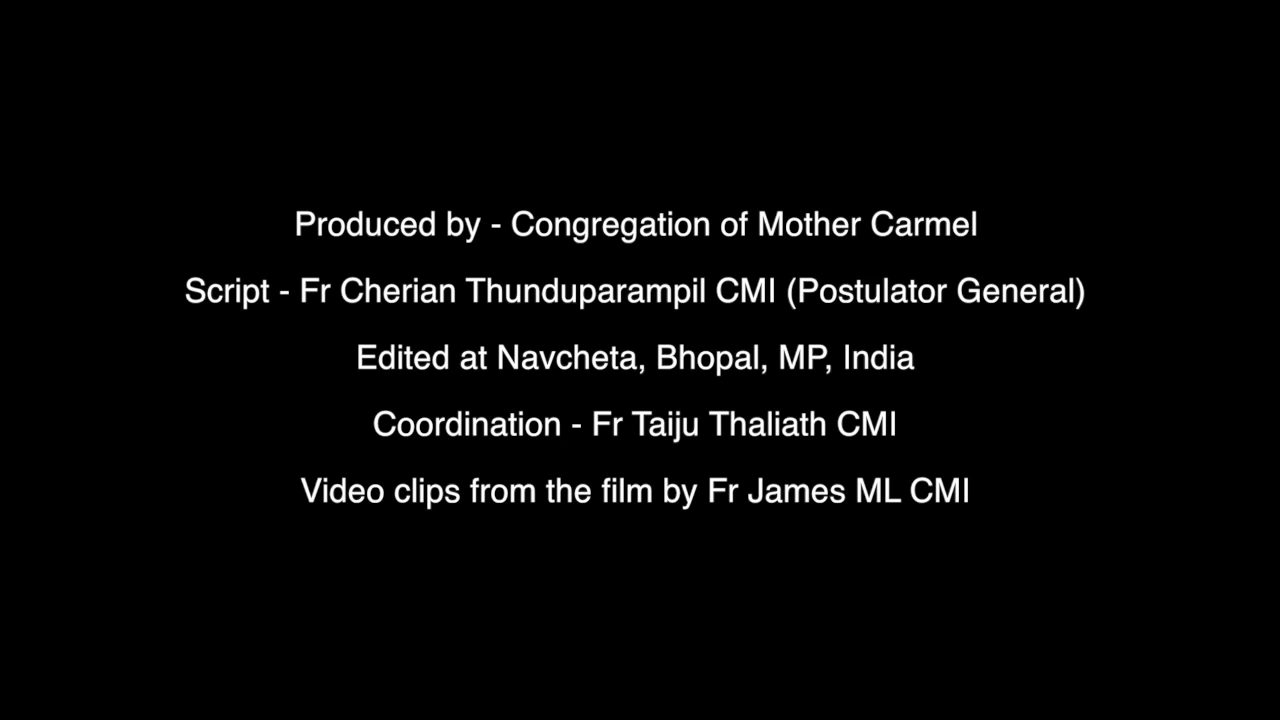 Produced by - Congregation of Mother Carmel
Script - Fr Cherian Thunduparampil CMI (Postulator General)
Edited at Navcheta, Bhopal, MP, India
Coordination - Fr Taiju Thaliath CMI
Video clips from the film by Fr James ML CMI